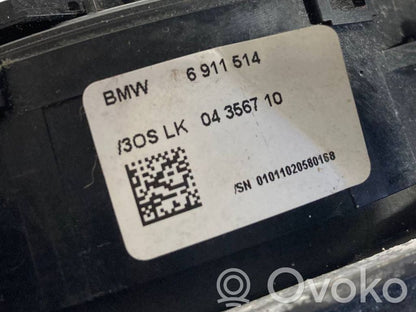 BMW 6 911 514
/3OS LK 04 3567 10
/SN 01011020580168
Ovoko